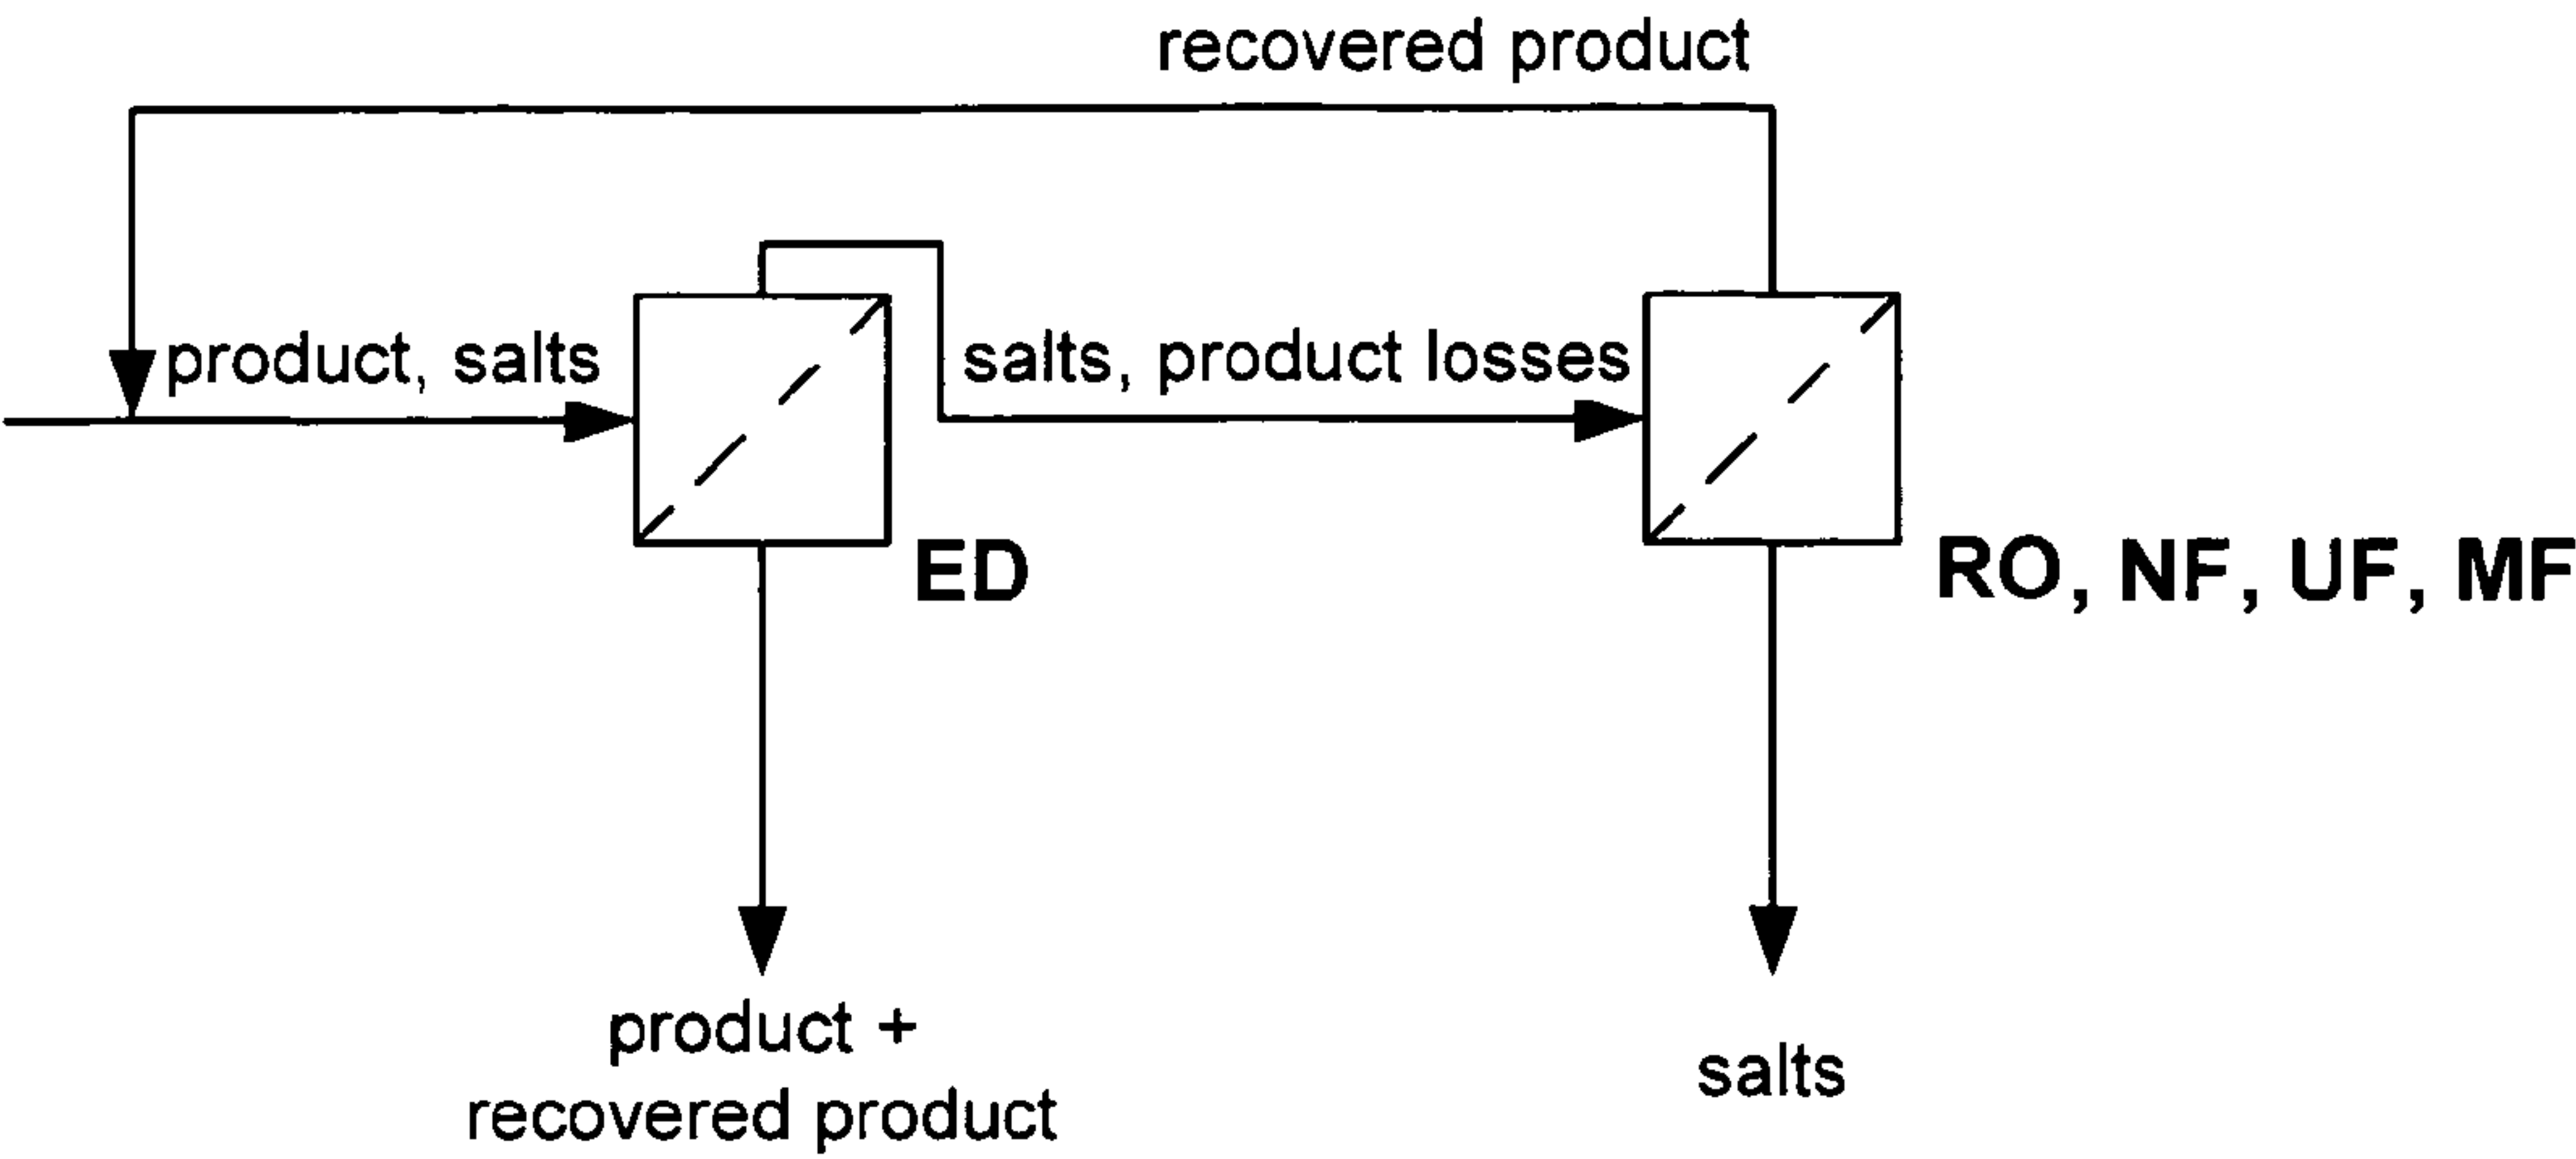 recovered product
product, salts
salts, product losses
ED
RO, NF, UF, MF
product +
recovered product
salts